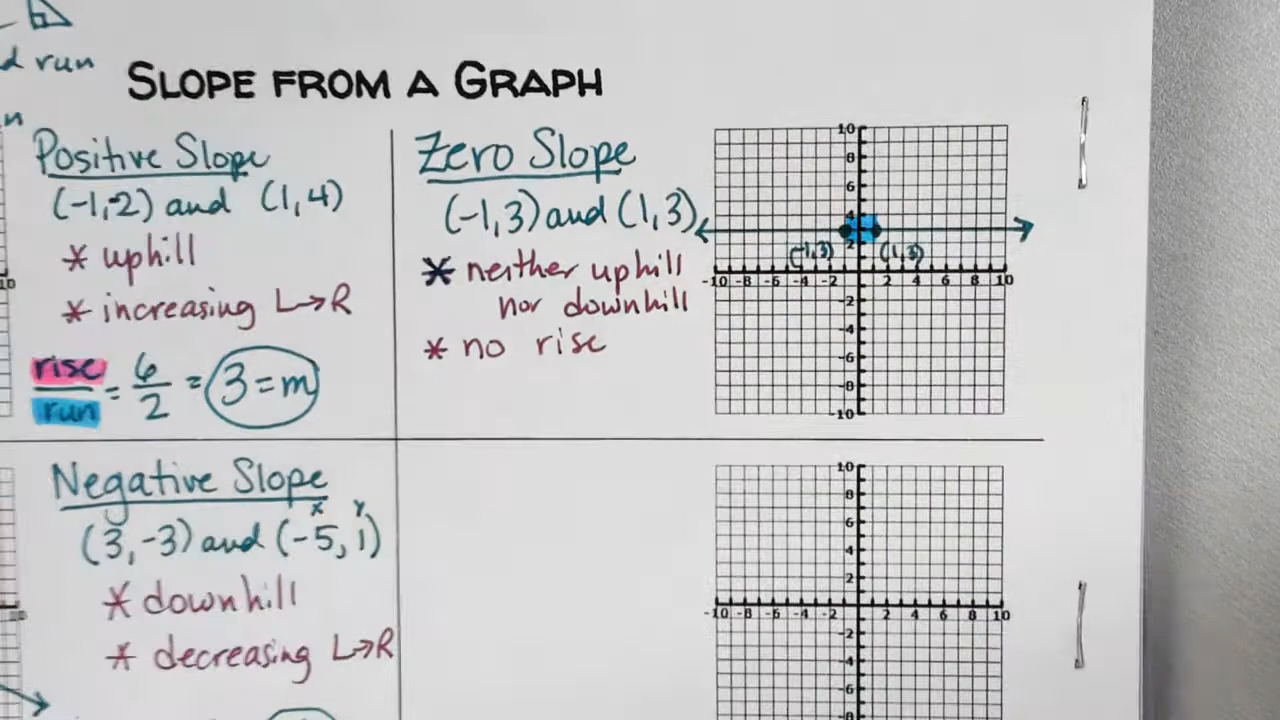 d run
n
SLOPE FROM A GRAPH
Positive Slope
(-1,2) and (1,4)
* uphill
* increasing L→R
rise
run
= 6/2 = 3 = m
Zero Slope
(-1,3) and (1,3)
* neither uphill
nor downhill
* no rise
10
8
6
4
2
(-1,3) (1,3)
-10 -8 -6 -4 -2 2 4 6 8 10
-2
-4
-6
-8
-10
10
Negative Slope
x y
(3,-3) and (-5,1)
* downhill
* decreasing L→R
10
8
6
4
2
-10 -8 -6 -4 -2 2 4 6 8 10
-2
-4
-6
-8